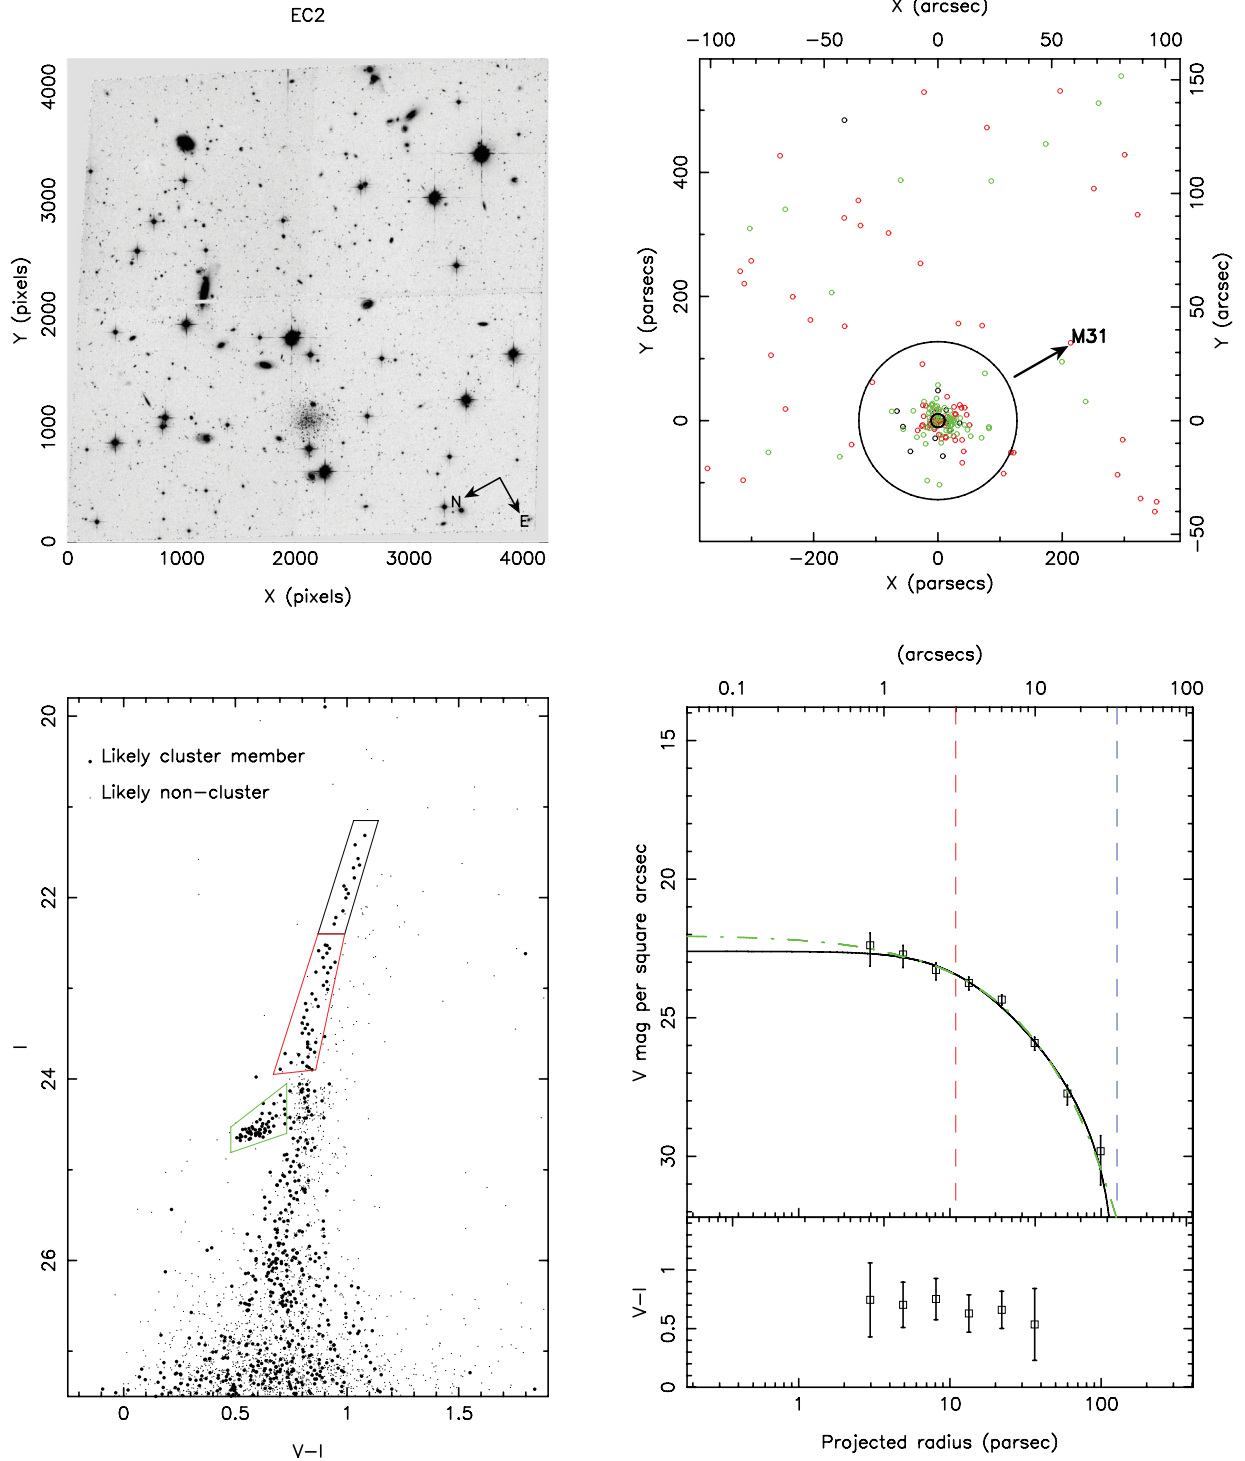 EC2
4000
3000
2000
1000
0
Y (pixels)
N
E
0 1000 2000 3000 4000
X (pixels)
X (arcsec)
−100 −50 0 50 100
400
200
0
Y (parsecs)
M31
150
100
50
0
−50
Y (arcsec)
−200 0 200
X (parsecs)
20
22
24
26
I
Likely cluster member
Likely non−cluster
0 0.5 1 1.5
V−I
(arcsecs)
0.1 1 10 100
15
20
25
30
V mag per square arcsec
1
0.5
0
V−I
1 10 100
Projected radius (parsec)